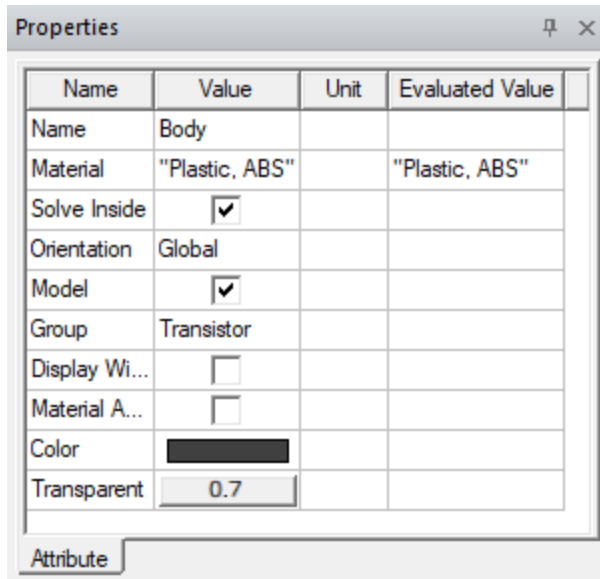 Properties
Name Value Unit Evaluated Value
Name Body
Material "Plastic, ABS" "Plastic, ABS"
Solve Inside
Orientation Global
Model
Group Transistor
Display Wi...
Material A...
Color
Transparent 0.7
Attribute